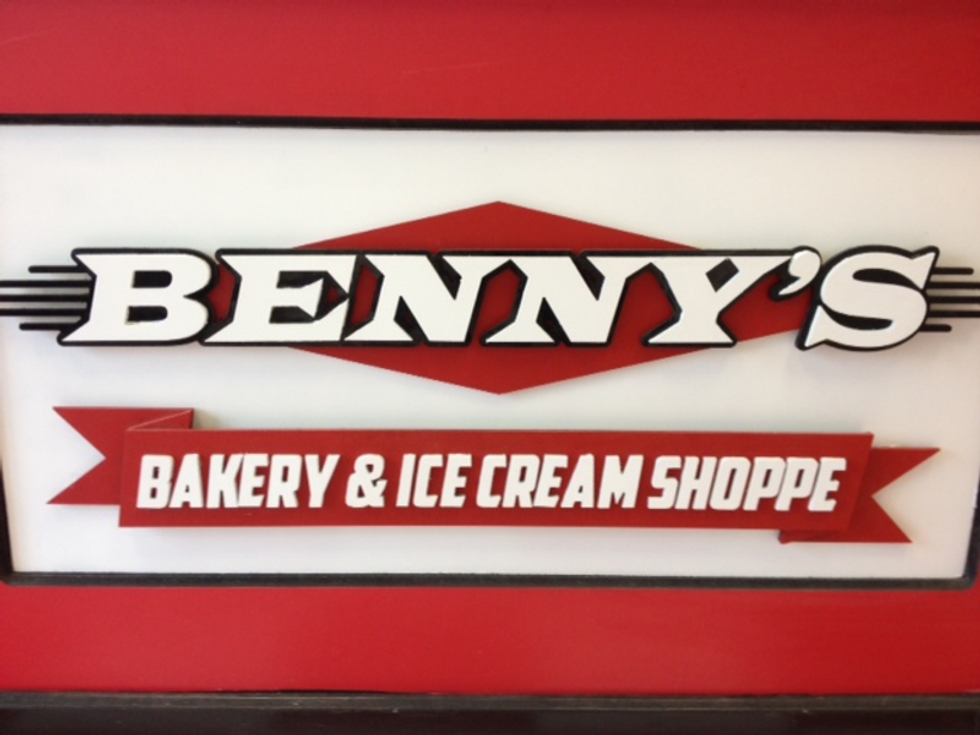 BENNY'S
BAKERY & ICE CREAM SHOPPE